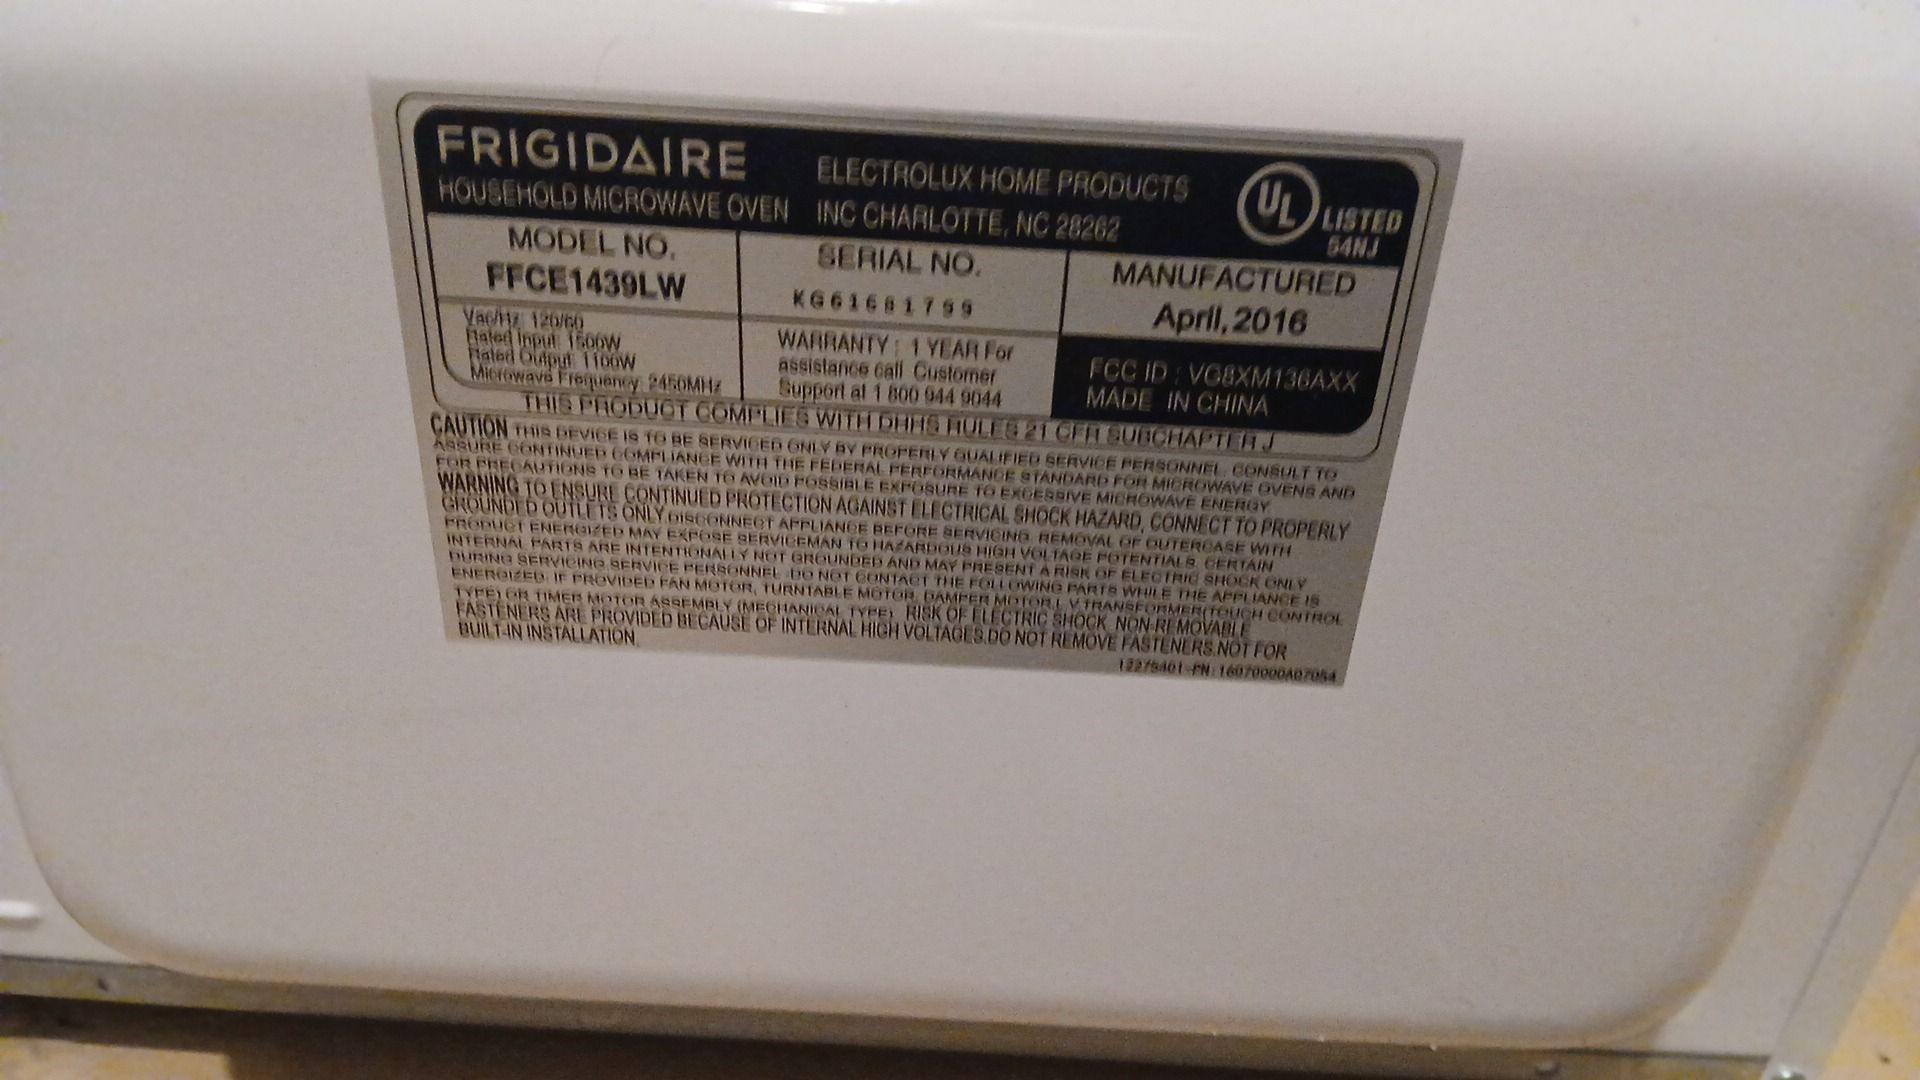 FRIGIDAIRE
HOUSEHOLD MICROWAVE OVEN
ELECTROLUX HOME PRODUCTS
INC CHARLOTTE, NC 28262
UL LISTED
54NJ
MODEL NO.
FFCE1439LW
SERIAL NO.
MANUFACTURED
April, 2016
Vac/Hz: 120/60
Rated Input: 1500W
Rated Output: 1100W
Microwave Frequency: 2450MHz
WARRANTY : 1 YEAR For
assistance call Customer
Support at 1 800 944 9044
FCC ID : VG8XM136AXX
MADE IN CHINA
THIS PRODUCT COMPLIES WITH DHHS RULES 21 CFR SUBCHAPTER J
CAUTION THIS DEVICE IS TO BE SERVICED ONLY BY PROPERLY QUALIFIED SERVICE PERSONNEL. CONSULT TO
ASSURE CONTINUED COMPLIANCE WITH THE FEDERAL PERFORMANCE STANDARD FOR MICROWAVE OVENS AND
FOR PRECAUTIONS TO BE TAKEN TO AVOID POSSIBLE EXPOSURE TO EXCESSIVE MICROWAVE ENERGY
WARNING TO ENSURE CONTINUED PROTECTION AGAINST ELECTRICAL SHOCK HAZARD, CONNECT TO PROPERLY
GROUNDED OUTLETS ONLY.DISCONNECT APPLIANCE BEFORE SERVICING. REMOVAL OF OUTERCASE WITH
PRODUCT ENERGIZED MAY EXPOSE SERVICEMAN TO HAZARDOUS HIGH VOLTAGE POTENTIALS. CERTAIN
INTERNAL PARTS ARE INTENTIONALLY NOT GROUNDED AND MAY PRESENT A RISK OF ELECTRIC SHOCK ONLY
DURING SERVICING.SERVICE PERSONNEL -DO NOT CONTACT THE FOLLOWING PARTS WHILE THE APPLIANCE IS
ENERGIZED: IF PROVIDED FAN MOTOR, TURNTABLE MOTOR, DAMPER MOTOR,L.V.TRANSFORMER(TOUCH CONTROL
TYPE) OR TIMER MOTOR ASSEMBLY (MECHANICAL TYPE). RISK OF ELECTRIC SHOCK, NON-REMOVABLE
FASTENERS ARE PROVIDED BECAUSE OF INTERNAL HIGH VOLTAGES.DO NOT REMOVE FASTENERS.NOT FOR
BUILT-IN INSTALLATION.